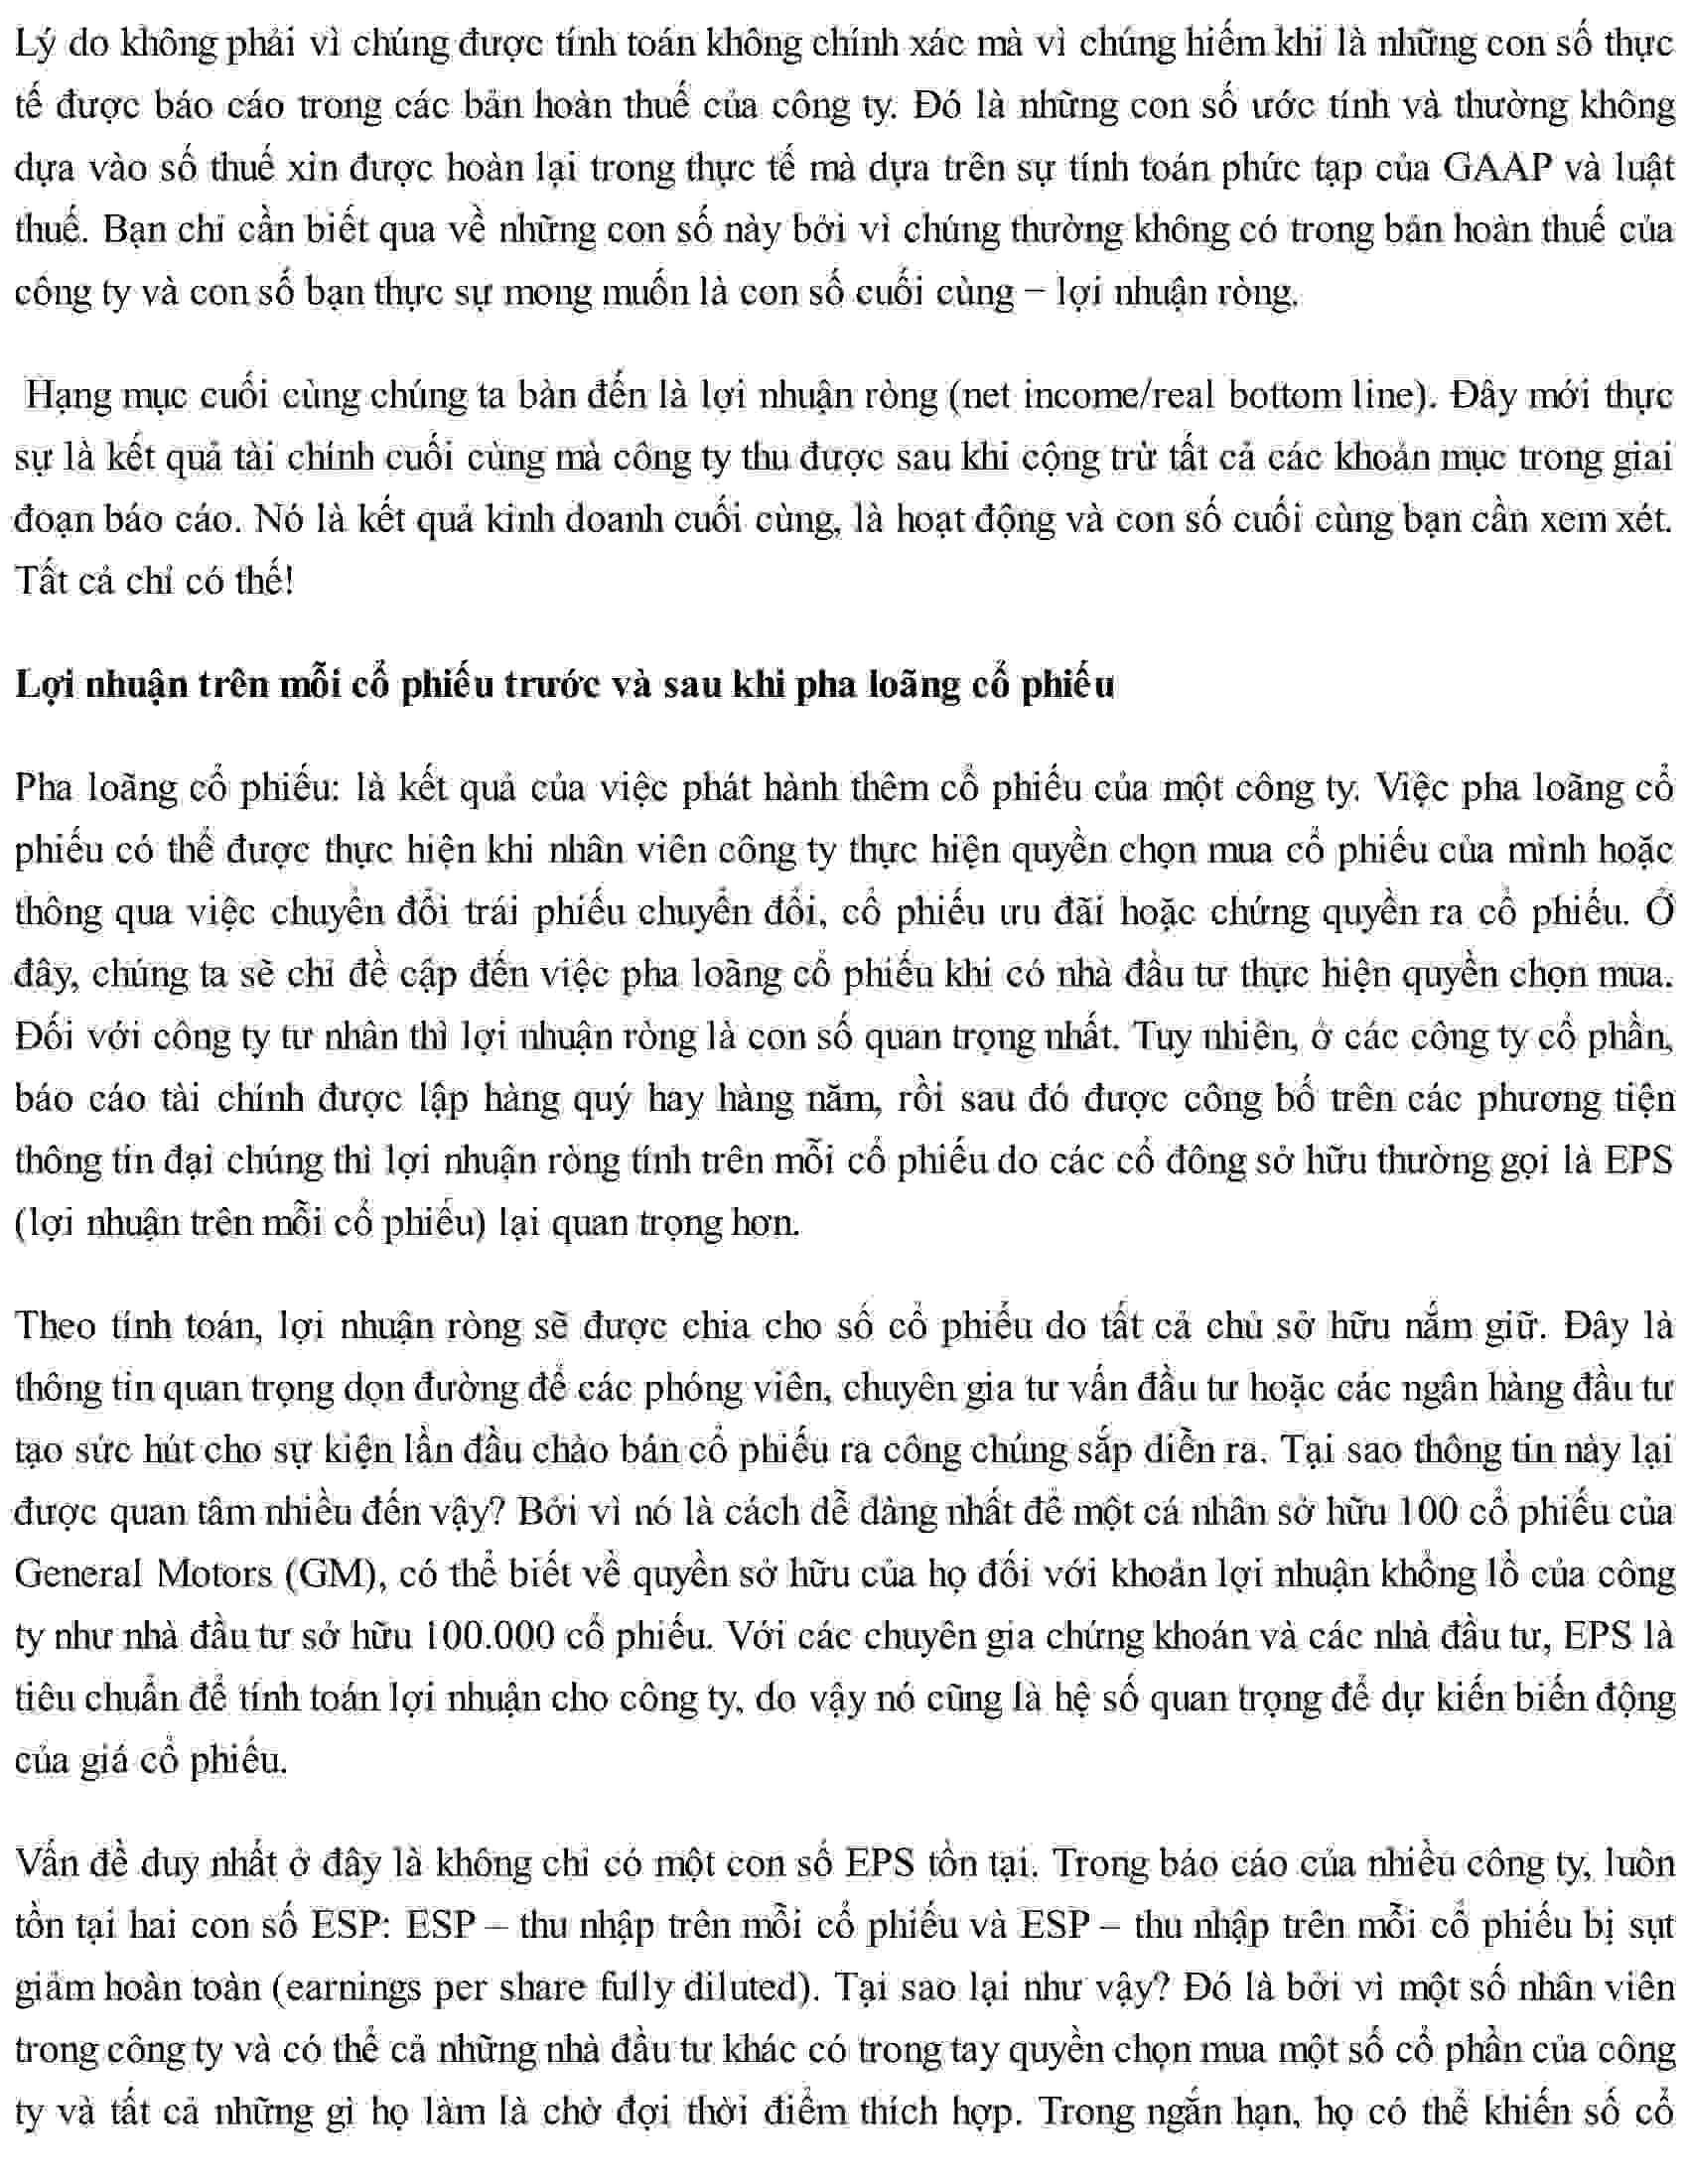 Lý do không phải vì chúng được tính toán không chính xác mà vì chúng hiếm khi là những con số thực
tế được báo cáo trong các bản hoàn thuế của công ty. Đó là những con số ước tính và thường không
dựa vào số thuế xin được hoàn lại trong thực tế mà dựa trên sự tính toán phức tạp của GAAP và luật
thuế. Bạn chỉ cần biết qua về những con số này bởi vì chúng thường không có trong bản hoàn thuế của
công ty và con số bạn thực sự mong muốn là con số cuối cùng – lợi nhuận ròng.
Hạng mục cuối cùng chúng ta bàn đến là lợi nhuận ròng (net income/real bottom line). Đây mới thực
sự là kết quả tài chính cuối cùng mà công ty thu được sau khi cộng trừ tất cả các khoản mục trong giai
đoạn báo cáo. Nó là kết quả kinh doanh cuối cùng, là hoạt động và con số cuối cùng bạn cần xem xét.
Tất cả chỉ có thế!
Lợi nhuận trên mỗi cổ phiếu trước và sau khi pha loãng cổ phiếu
Pha loãng cổ phiếu: là kết quả của việc phát hành thêm cổ phiếu của một công ty. Việc pha loãng cổ
phiếu có thể được thực hiện khi nhân viên công ty thực hiện quyền chọn mua cổ phiếu của mình hoặc
thông qua việc chuyển đổi trái phiếu chuyển đổi, cổ phiếu ưu đãi hoặc chứng quyền ra cổ phiếu. Ở
đây, chúng ta sẽ chỉ đề cập đến việc pha loãng cổ phiếu khi có nhà đầu tư thực hiện quyền chọn mua.
Đối với công ty tư nhân thì lợi nhuận ròng là con số quan trọng nhất. Tuy nhiên, ở các công ty cổ phần,
báo cáo tài chính được lập hàng quý hay hàng năm, rồi sau đó được công bố trên các phương tiện
thông tin đại chúng thì lợi nhuận ròng tính trên mỗi cổ phiếu do các cổ đông sở hữu thường gọi là EPS
(lợi nhuận trên mỗi cổ phiếu) lại quan trọng hơn.
Theo tính toán, lợi nhuận ròng sẽ được chia cho số cổ phiếu do tất cả chủ sở hữu nắm giữ. Đây là
thông tin quan trọng dọn đường để các phóng viên, chuyên gia tư vấn đầu tư hoặc các ngân hàng đầu tư
tạo sức hút cho sự kiện lần đầu chào bán cổ phiếu ra công chúng sắp diễn ra. Tại sao thông tin này lại
được quan tâm nhiều đến vậy? Bởi vì nó là cách dễ dàng nhất để một cá nhân sở hữu 100 cổ phiếu của
General Motors (GM), có thể biết về quyền sở hữu của họ đối với khoản lợi nhuận khổng lồ của công
ty như nhà đầu tư sở hữu 100.000 cổ phiếu. Với các chuyên gia chứng khoán và các nhà đầu tư, EPS là
tiêu chuẩn để tính toán lợi nhuận cho công ty, do vậy nó cũng là hệ số quan trọng để dự kiến biến động
của giá cổ phiếu.
Vấn đề duy nhất ở đây là không chỉ có một con số EPS tồn tại. Trong báo cáo của nhiều công ty, luôn
tồn tại hai con số ESP: ESP – thu nhập trên mỗi cổ phiếu và ESP – thu nhập trên mỗi cổ phiếu bị sụt
giảm hoàn toàn (earnings per share fully diluted). Tại sao lại như vậy? Đó là bởi vì một số nhân viên
trong công ty và có thể cả những nhà đầu tư khác có trong tay quyền chọn mua một số cổ phần của công
ty và tất cả những gì họ làm là chờ đợi thời điểm thích hợp. Trong ngắn hạn, họ có thể khiến số cổ